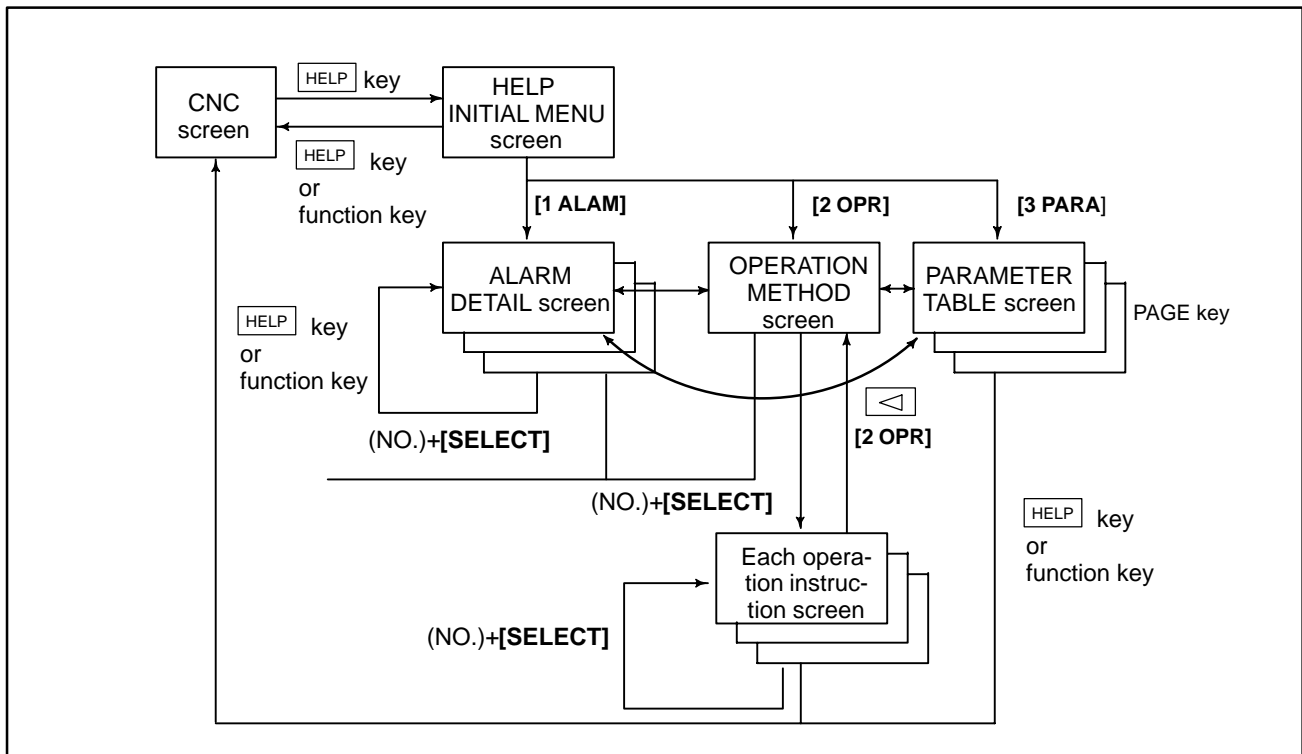 CNC
screen
HELP key
HELP
INITIAL MENU
screen
HELP key
or
function key
[1 ALAM]
[2 OPR]
[3 PARA]
ALARM
DETAIL screen
OPERATION
METHOD
screen
PARAMETER
TABLE screen
PAGE key
HELP key
or
function key
[2 OPR]
(NO.)+[SELECT]
(NO.)+[SELECT]
HELP key
or
function key
Each opera-
tion instruc-
tion screen
(NO.)+[SELECT]